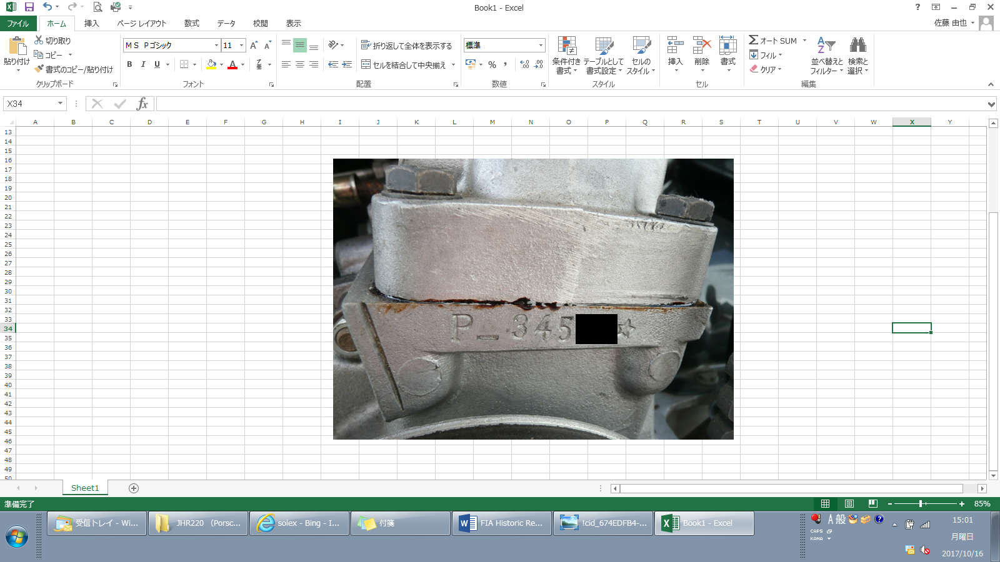 Book1 - Excel
?
ファイル ホーム 挿入 ページ レイアウト 数式 データ 校閲 表示
佐藤 由也
貼り付け
切り取り
コピー
書式のコピー/貼り付け
クリップボード
ＭＳ Ｐゴシック 11
B I U
フォント
折り返して全体を表示する
セルを結合して中央揃え
配置
標準
%
数値
条件付き書式
テーブルとして書式設定
セルのスタイル
スタイル
挿入 削除 書式
セル
オート SUM
フィル
クリア
並べ替えとフィルター
検索と選択
編集
X34
fx
A B C D E F G H I J K L M N O P Q R S T U V W X Y
13
14
15
16
17
18
19
20
21
22
23
24
25
26
27
28
29
30
31
32
33
34
35
36
37
38
39
40
41
42
43
44
45
46
47
48
49
50
P_ 345 ☆
Sheet1
準備完了
85%
受信トレイ - Wi...
JHR220 （Porsc...
solex - Bing - I...
付箋
FIA Historic Re...
!cid_674EDFB4-...
Book1 - Excel
A 般
CAPS
KANA
15:01
月曜日
2017/10/16